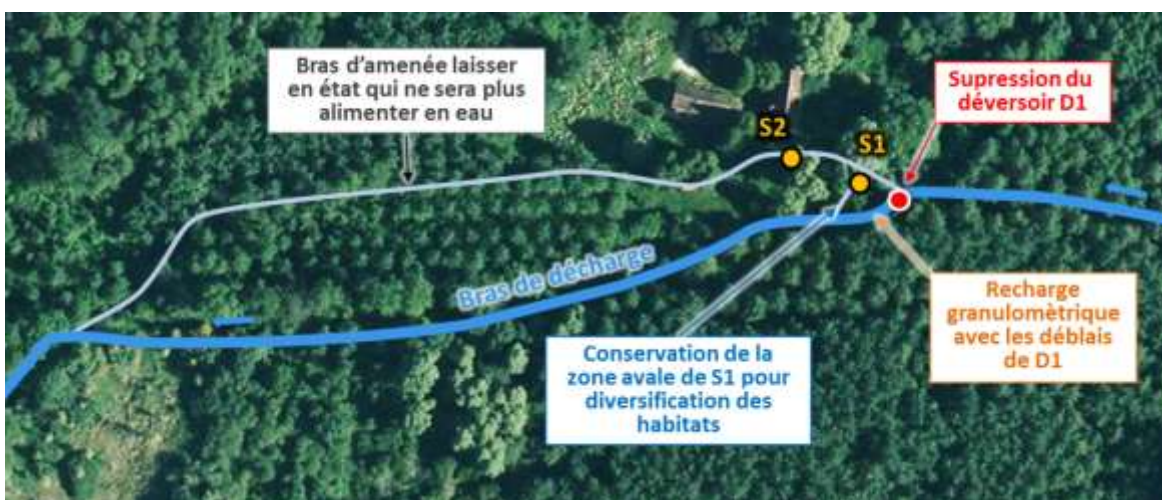 Bras d'amenée laisser
en état qui ne sera plus
alimenter en eau
S2
S1
Supression du
déversoir D1
Bras de décharge
Recharge
granulomètrique
avec les déblais
de D1
Conservation de la
zone avale de S1 pour
diversification des
habitats